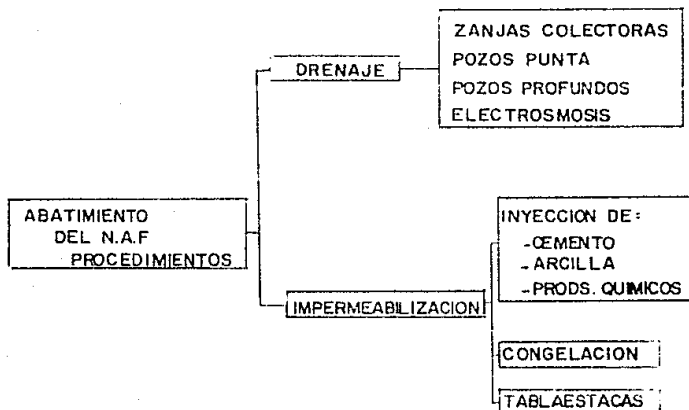 ABATIMIENTO
DEL N.A.F
PROCEDIMIENTOS
DRENAJE
ZANJAS COLECTORAS
POZOS PUNTA
POZOS PROFUNDOS
ELECTROSMOSIS
IMPERMEABILIZACION
INYECCION DE:
-CEMENTO
-ARCILLA
-PRODS. QUIMICOS
CONGELACION
TABLAESTACAS